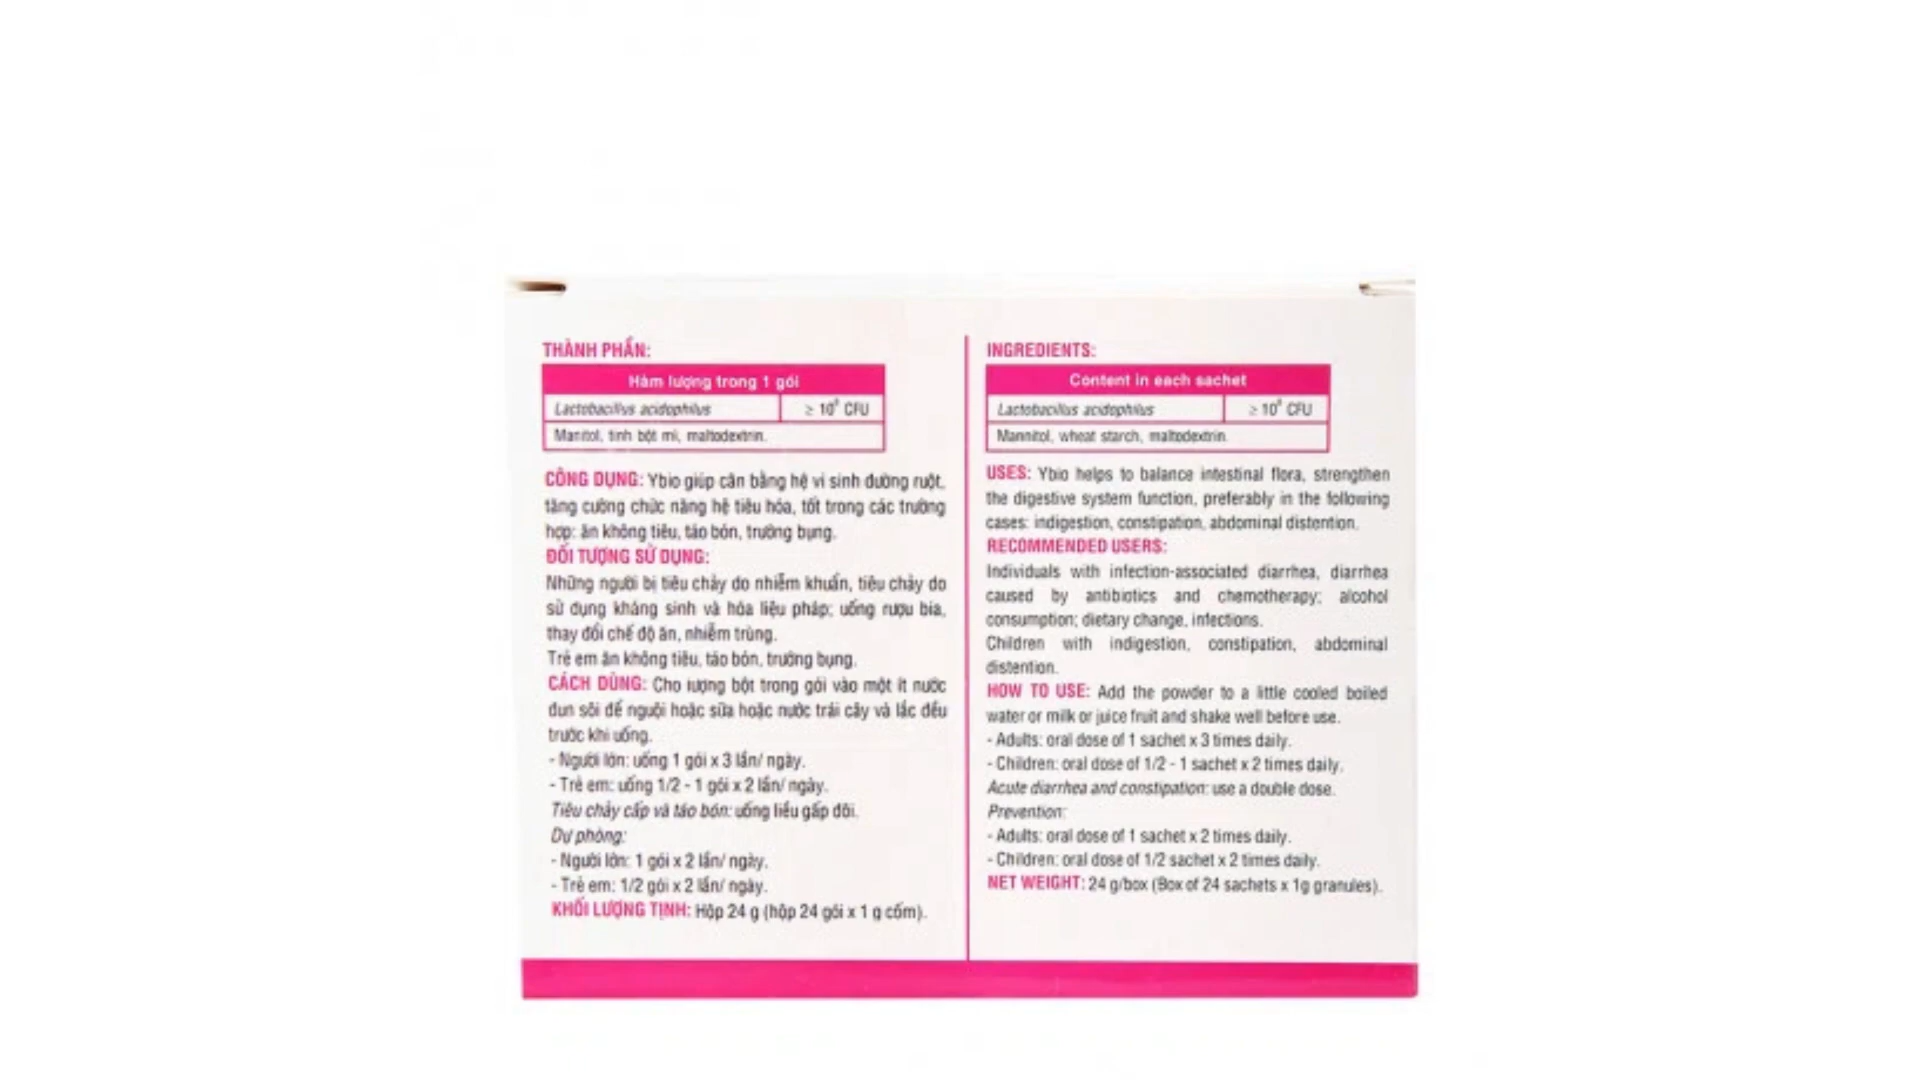 THÀNH PHẦN:
Hàm lượng trong 1 gói
Lactobacillus acidophilus ≥ 10⁸ CFU
Manitol, tinh bột mì, maltodextrin.
CÔNG DỤNG: Ybio giúp cân bằng hệ vi sinh đường ruột,
tăng cường chức năng hệ tiêu hóa, tốt trong các trường
hợp: ăn không tiêu, táo bón, trướng bụng.
ĐỐI TƯỢNG SỬ DỤNG:
Những người bị tiêu chảy do nhiễm khuẩn, tiêu chảy do
sử dụng kháng sinh và hóa liệu pháp; uống rượu bia,
thay đổi chế độ ăn, nhiễm trùng.
Trẻ em ăn không tiêu, táo bón, trướng bụng.
CÁCH DÙNG: Cho lượng bột trong gói vào một ít nước
đun sôi để nguội hoặc sữa hoặc nước trái cây và lắc đều
trước khi uống.
- Người lớn: uống 1 gói x 3 lần/ ngày.
- Trẻ em: uống 1/2 - 1 gói x 2 lần/ ngày.
Tiêu chảy cấp và táo bón: uống liều gấp đôi.
Dự phòng:
- Người lớn: 1 gói x 2 lần/ ngày.
- Trẻ em: 1/2 gói x 2 lần/ ngày.
KHỐI LƯỢNG TỊNH: Hộp 24 g (hộp 24 gói x 1 g cốm).
INGREDIENTS:
Content in each sachet
Lactobacillus acidophilus ≥ 10⁸ CFU
Mannitol, wheat starch, maltodextrin.
USES: Ybio helps to balance intestinal flora, strengthen
the digestive system function, preferably in the following
cases: indigestion, constipation, abdominal distention.
RECOMMENDED USERS:
Individuals with infection-associated diarrhea, diarrhea
caused by antibiotics and chemotherapy; alcohol
consumption; dietary change, infections.
Children with indigestion, constipation, abdominal
distention.
HOW TO USE: Add the powder to a little cooled boiled
water or milk or juice fruit and shake well before use.
- Adults: oral dose of 1 sachet x 3 times daily.
- Children: oral dose of 1/2 - 1 sachet x 2 times daily.
Acute diarrhea and constipation: use a double dose.
Prevention:
- Adults: oral dose of 1 sachet x 2 times daily.
- Children: oral dose of 1/2 sachet x 2 times daily.
NET WEIGHT: 24 g/box (Box of 24 sachets x 1g granules).